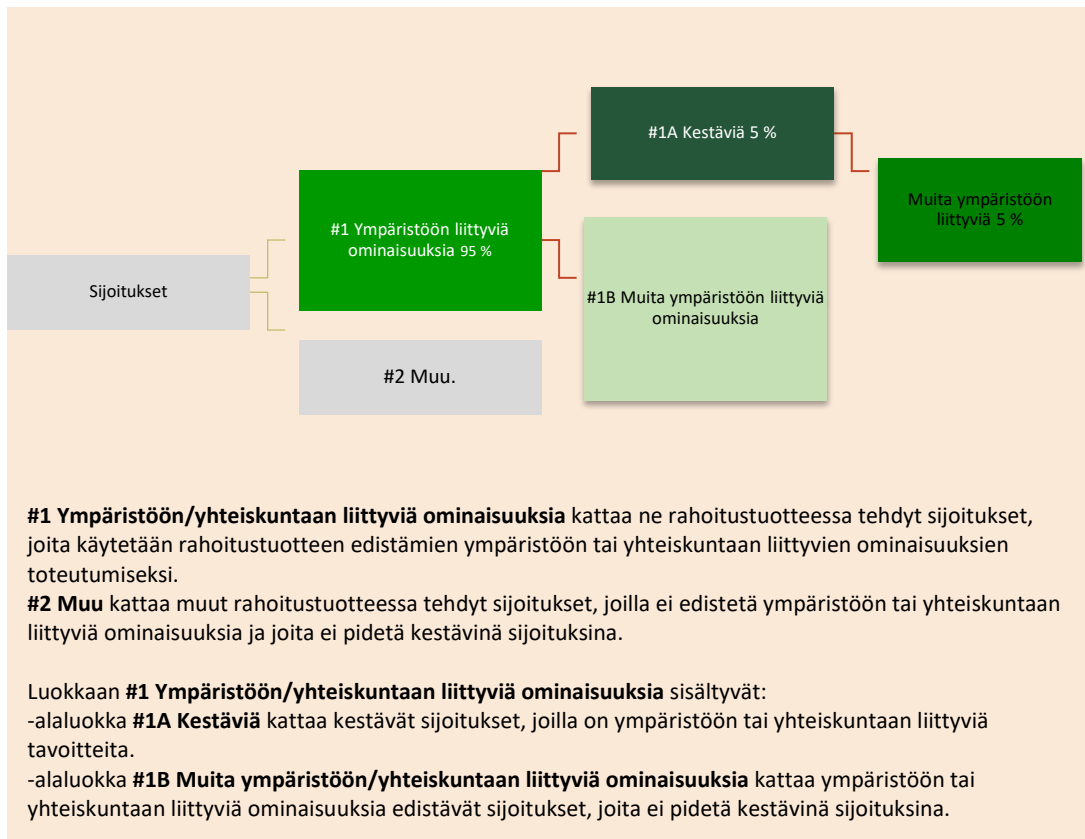 #1A Kestäviä 5 %
Muita ympäristöön
liittyviä 5 %
#1 Ympäristöön liittyviä
ominaisuuksia 95 %
Sijoitukset
#1B Muita ympäristöön liittyviä
ominaisuuksia
#2 Muu.
#1 Ympäristöön/yhteiskuntaan liittyviä ominaisuuksia kattaa ne rahoitustuotteessa tehdyt sijoitukset,
joita käytetään rahoitustuotteen edistämien ympäristöön tai yhteiskuntaan liittyvien ominaisuuksien
toteutumiseksi.
#2 Muu kattaa muut rahoitustuotteessa tehdyt sijoitukset, joilla ei edistetä ympäristöön tai yhteiskuntaan
liittyviä ominaisuuksia ja joita ei pidetä kestävinä sijoituksina.
Luokkaan #1 Ympäristöön/yhteiskuntaan liittyviä ominaisuuksia sisältyvät:
-alaluokka #1A Kestäviä kattaa kestävät sijoitukset, joilla on ympäristöön tai yhteiskuntaan liittyviä
tavoitteita.
-alaluokka #1B Muita ympäristöön/yhteiskuntaan liittyviä ominaisuuksia kattaa ympäristöön tai
yhteiskuntaan liittyviä ominaisuuksia edistävät sijoitukset, joita ei pidetä kestävinä sijoituksina.